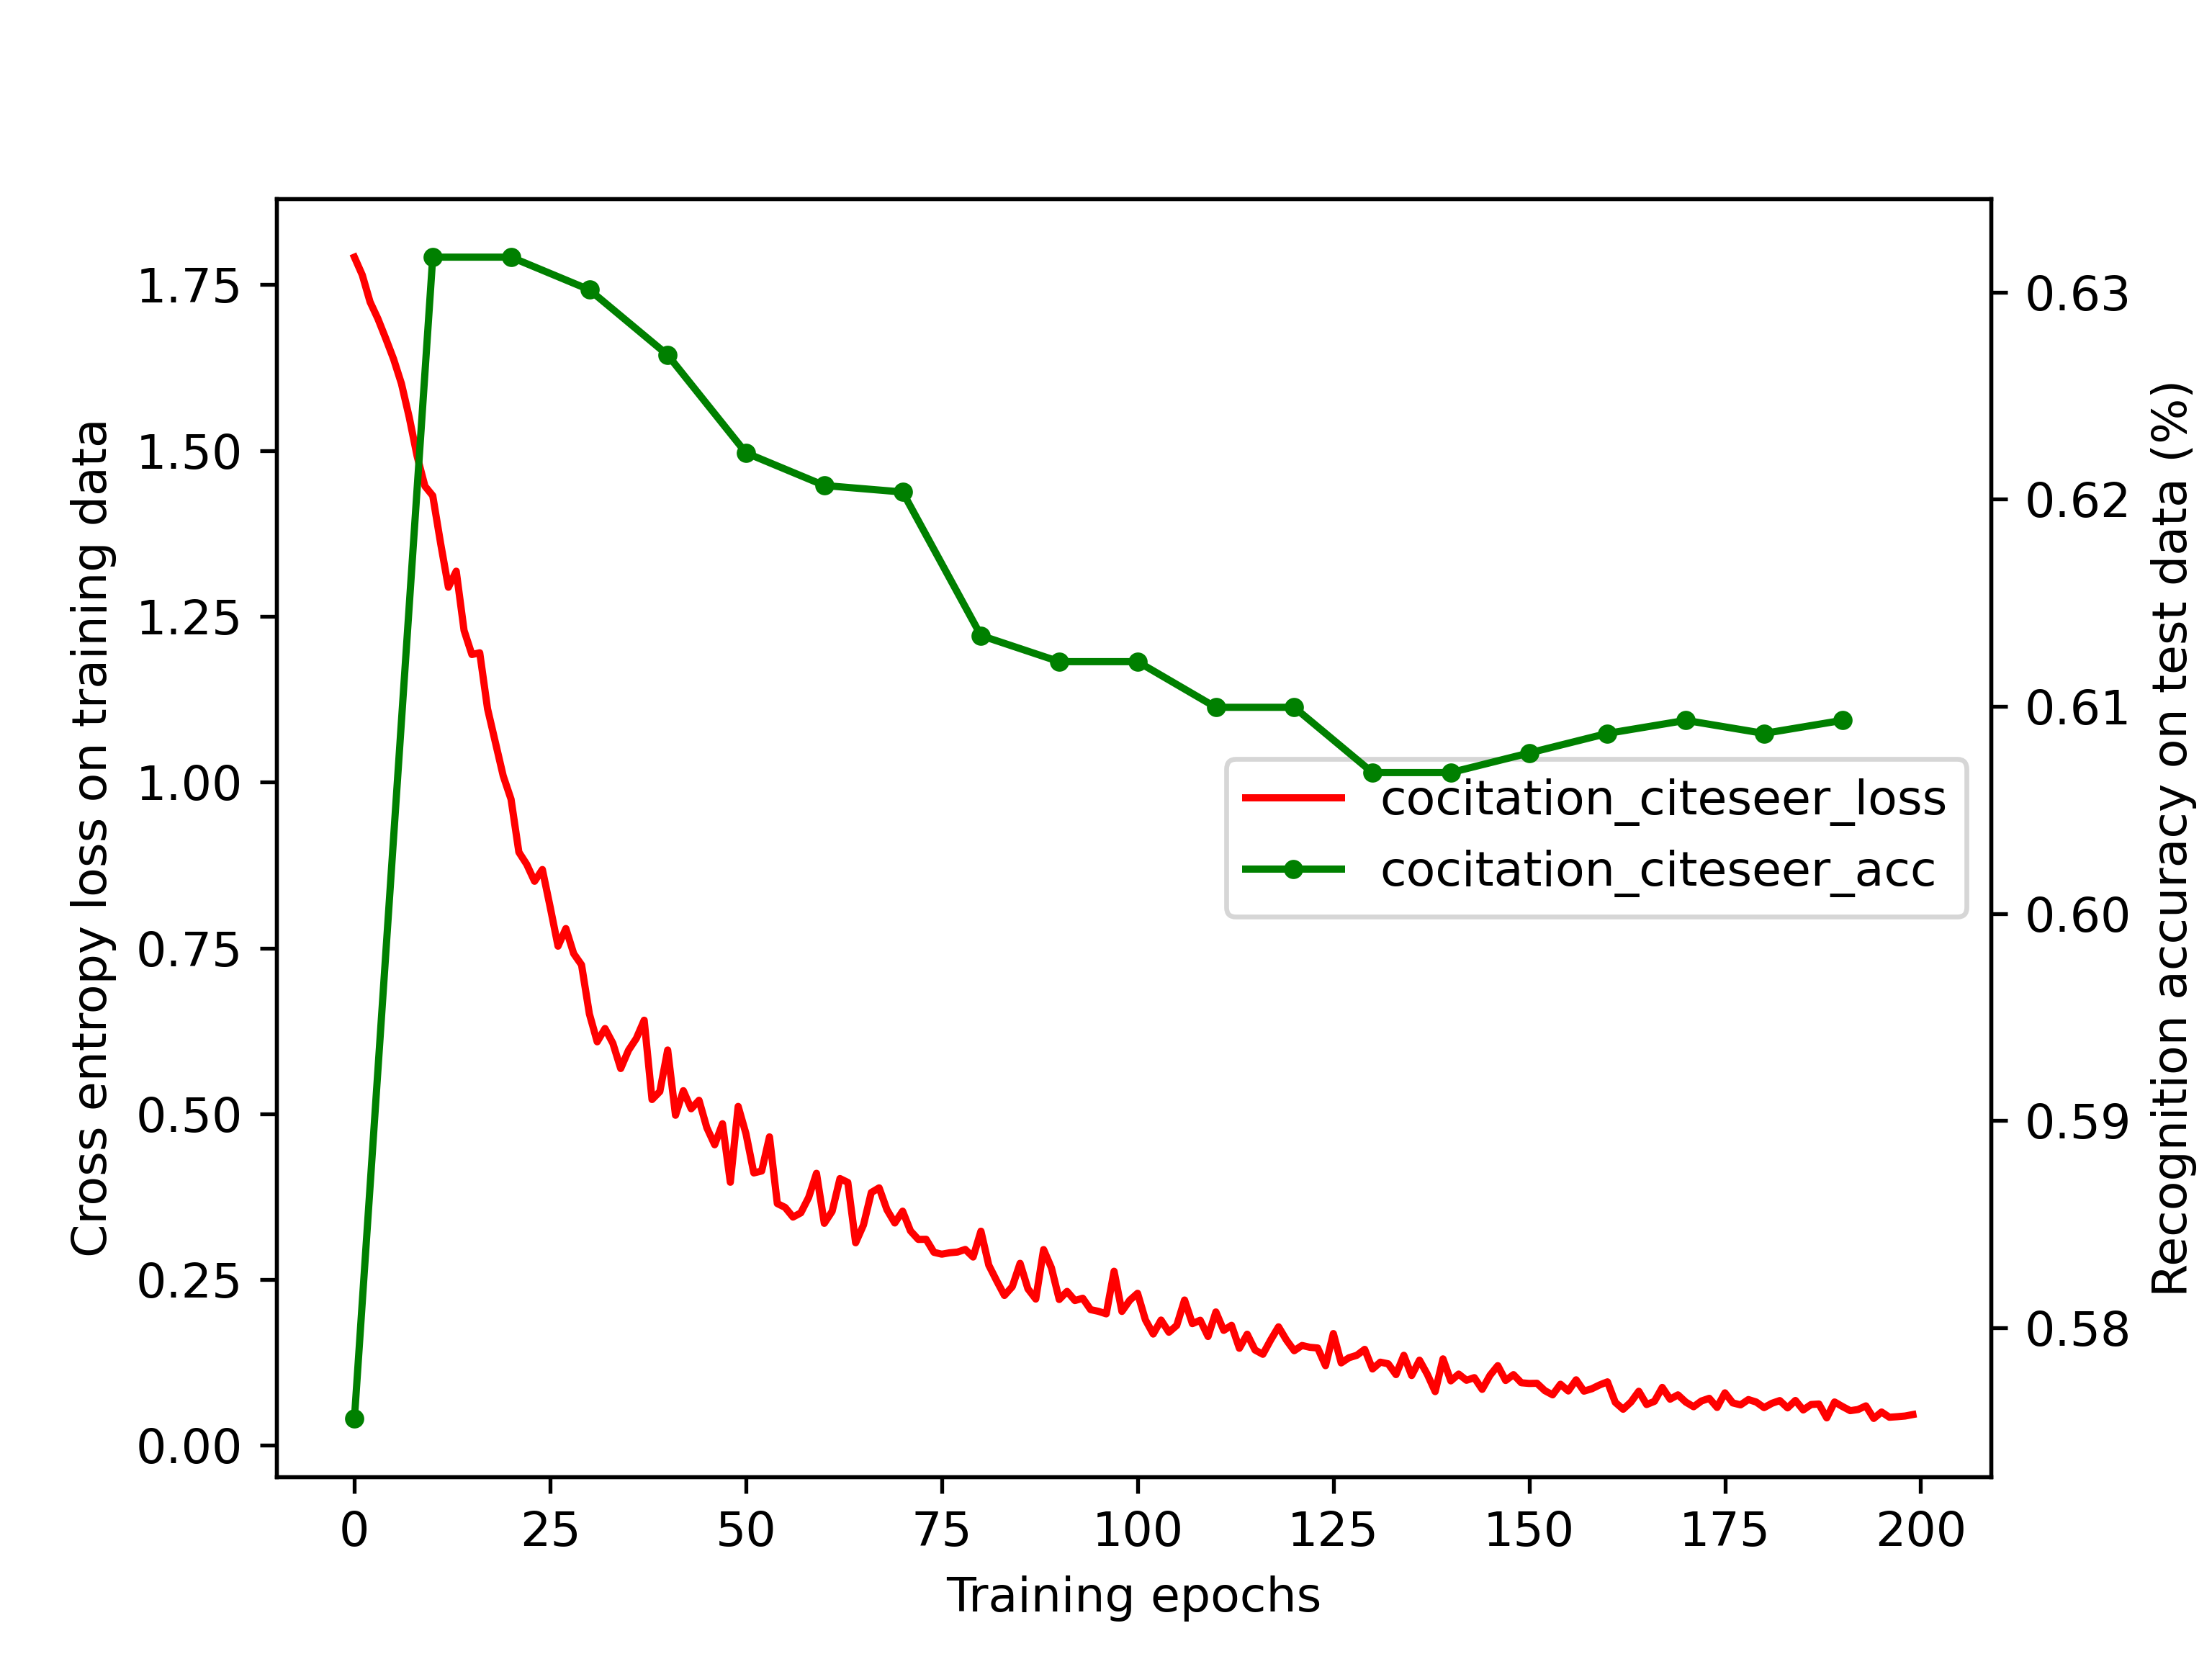 1.75
1.50
1.25
1.00
0.75
0.50
0.25
0.00
Cross entropy loss on training data
0.63
0.62
0.61
0.60
0.59
0.58
Recognition accuracy on test data (%)
cocitation_citeseer_loss
cocitation_citeseer_acc
0 25 50 75 100 125 150 175 200
Training epochs